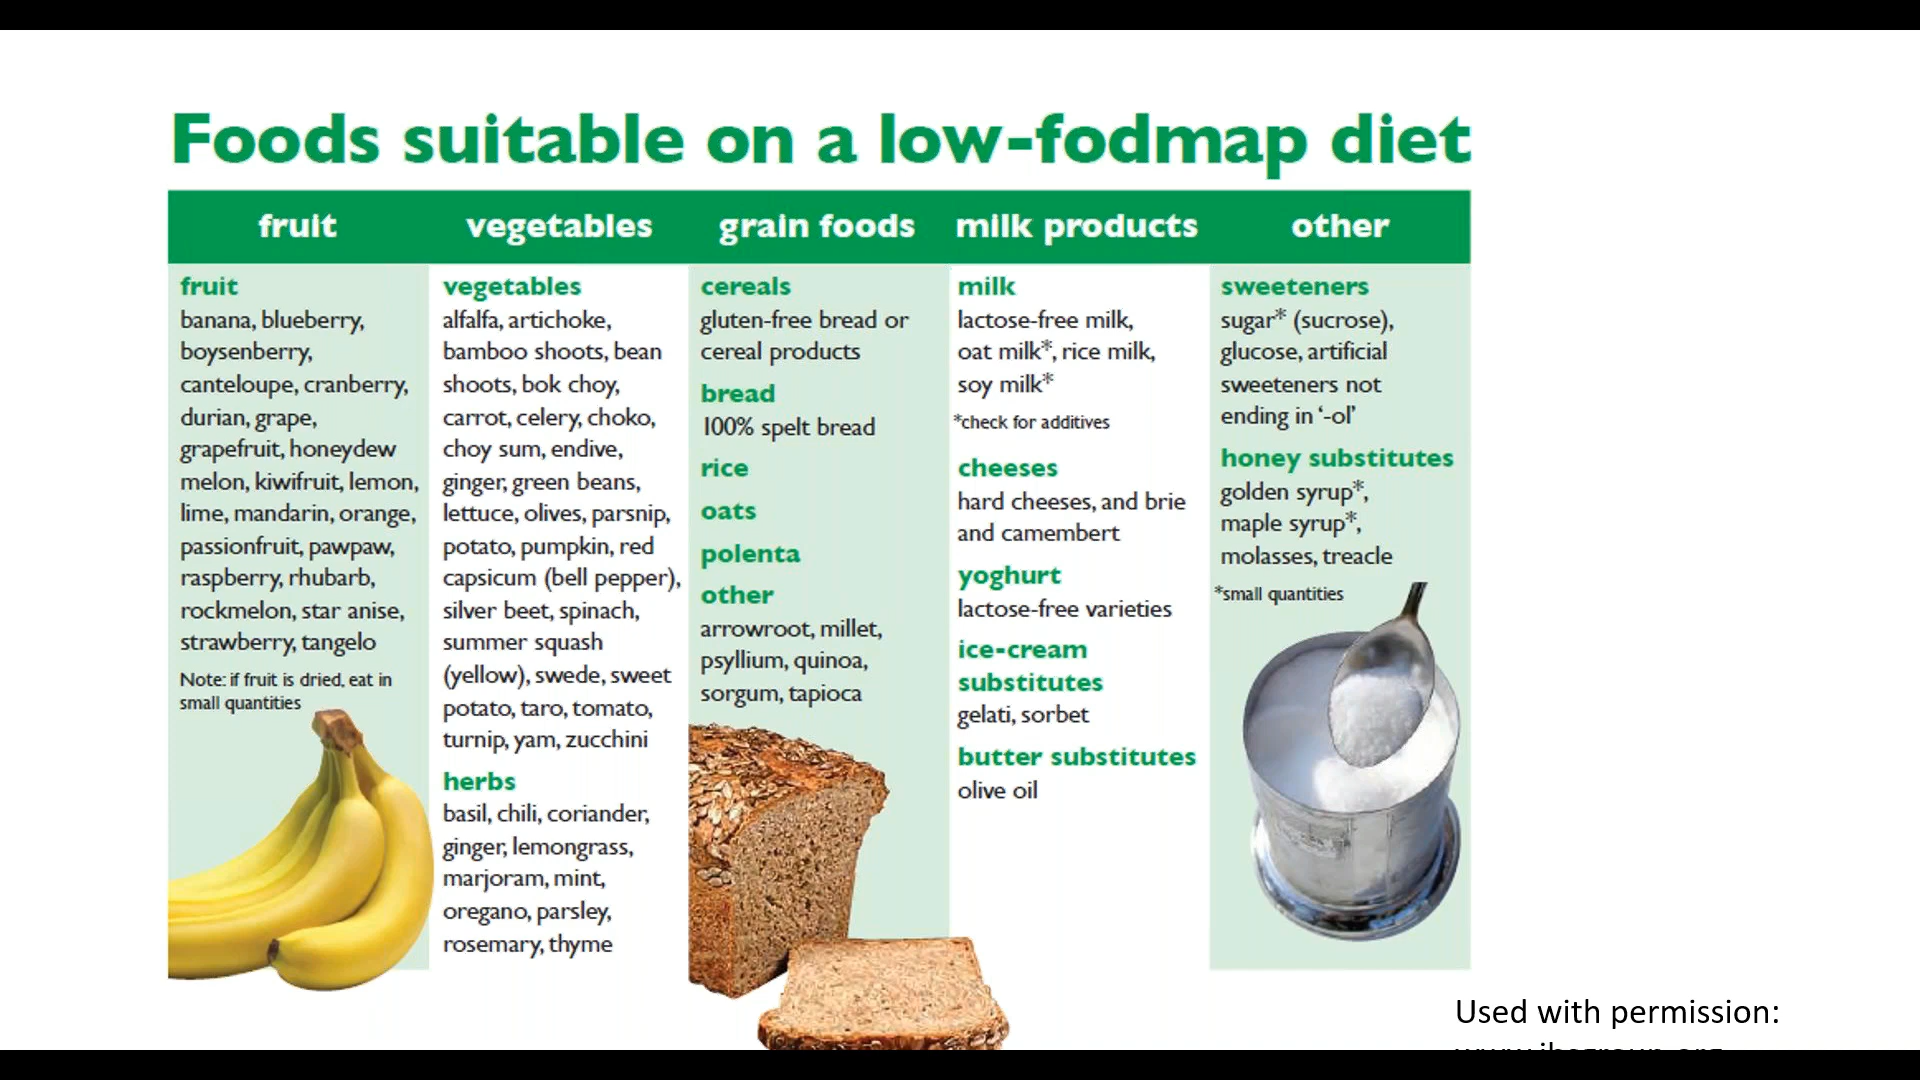 Foods suitable on a low-fodmap diet
fruit
vegetables
grain foods
milk products
other
fruit
banana, blueberry,
boysenberry,
canteloupe, cranberry,
durian, grape,
grapefruit, honeydew
melon, kiwifruit, lemon,
lime, mandarin, orange,
passionfruit, pawpaw,
raspberry, rhubarb,
rockmelon, star anise,
strawberry, tangelo
Note: if fruit is dried, eat in
small quantities
vegetables
alfalfa, artichoke,
bamboo shoots, bean
shoots, bok choy,
carrot, celery, choko,
choy sum, endive,
ginger, green beans,
lettuce, olives, parsnip,
potato, pumpkin, red
capsicum (bell pepper),
silver beet, spinach,
summer squash
(yellow), swede, sweet
potato, taro, tomato,
turnip, yam, zucchini
herbs
basil, chili, coriander,
ginger, lemongrass,
marjoram, mint,
oregano, parsley,
rosemary, thyme
cereals
gluten-free bread or
cereal products
bread
100% spelt bread
rice
oats
polenta
other
arrowroot, millet,
psyllium, quinoa,
sorgum, tapioca
milk
lactose-free milk,
oat milk*, rice milk,
soy milk*
*check for additives
cheeses
hard cheeses, and brie
and camembert
yoghurt
lactose-free varieties
ice-cream
substitutes
gelati, sorbet
butter substitutes
olive oil
sweeteners
sugar* (sucrose),
glucose, artificial
sweeteners not
ending in ‘-ol’
honey substitutes
golden syrup*,
maple syrup*,
molasses, treacle
*small quantities
Used with permission: